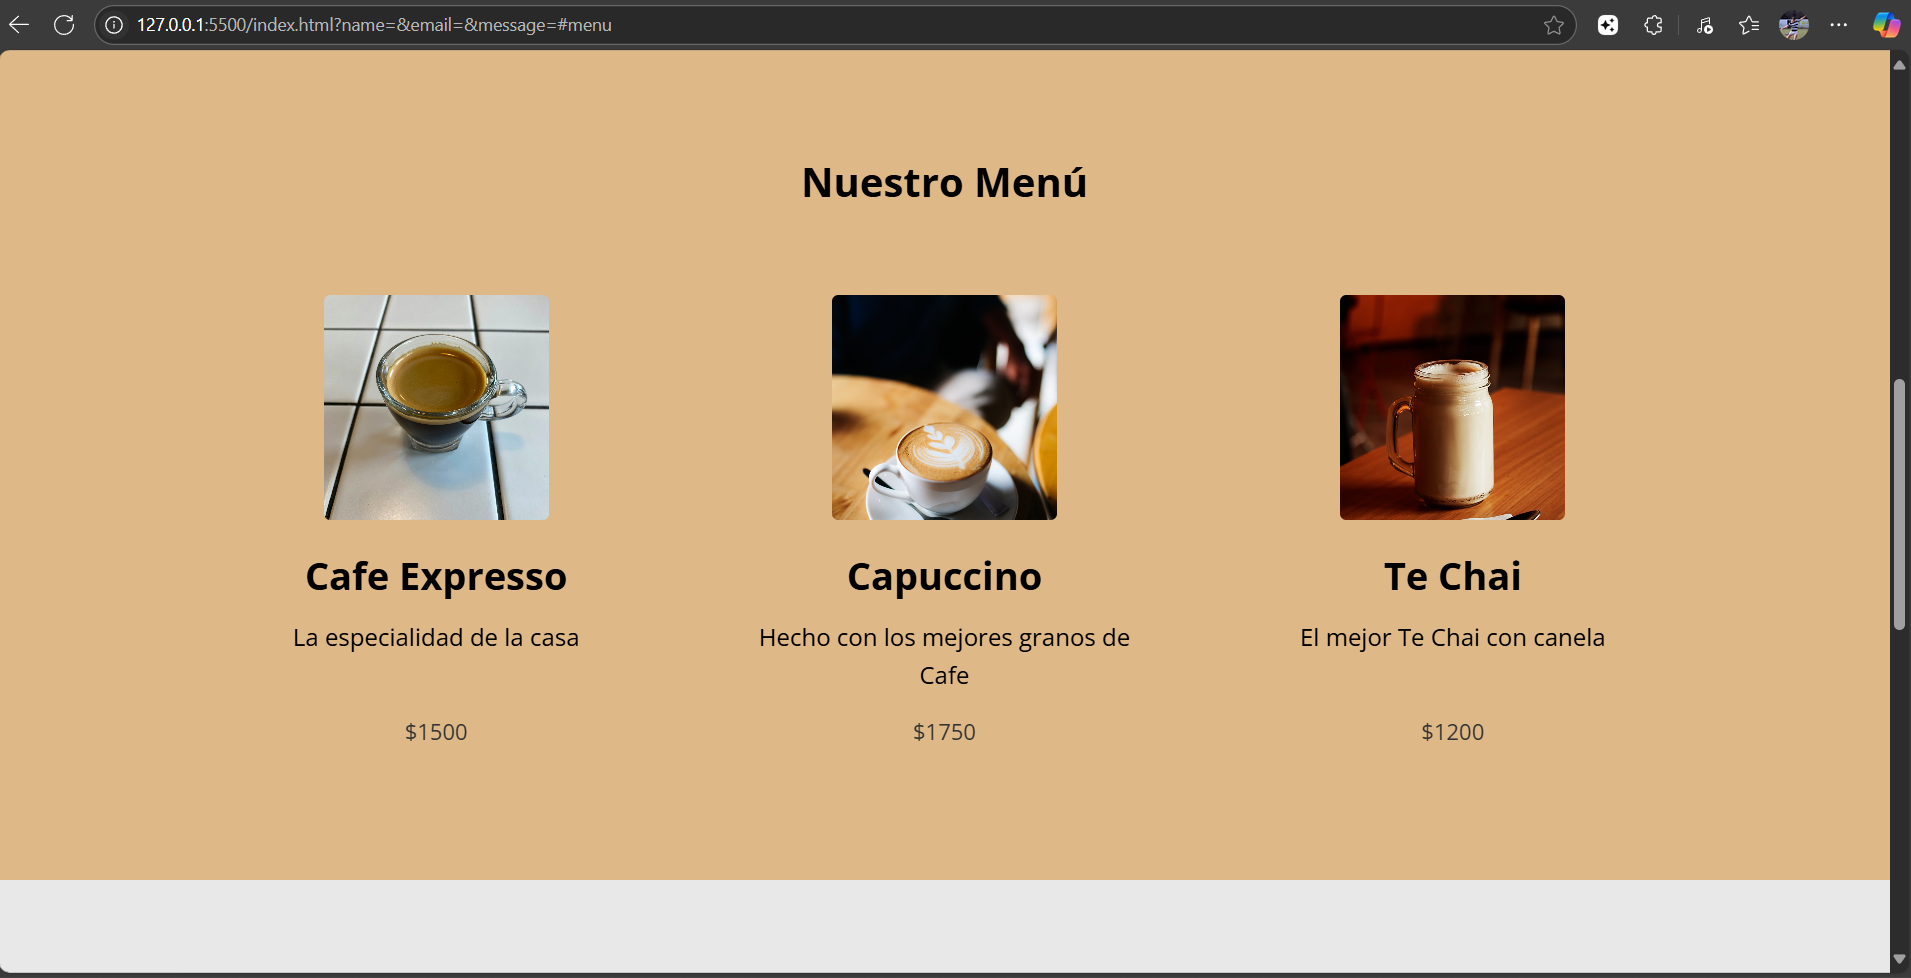 127.0.0.1:5500/index.html?name=&email=&message=#menu
Nuestro Menú
Cafe Expresso
La especialidad de la casa
$1500
Capuccino
Hecho con los mejores granos de
Cafe
$1750
Te Chai
El mejor Te Chai con canela
$1200